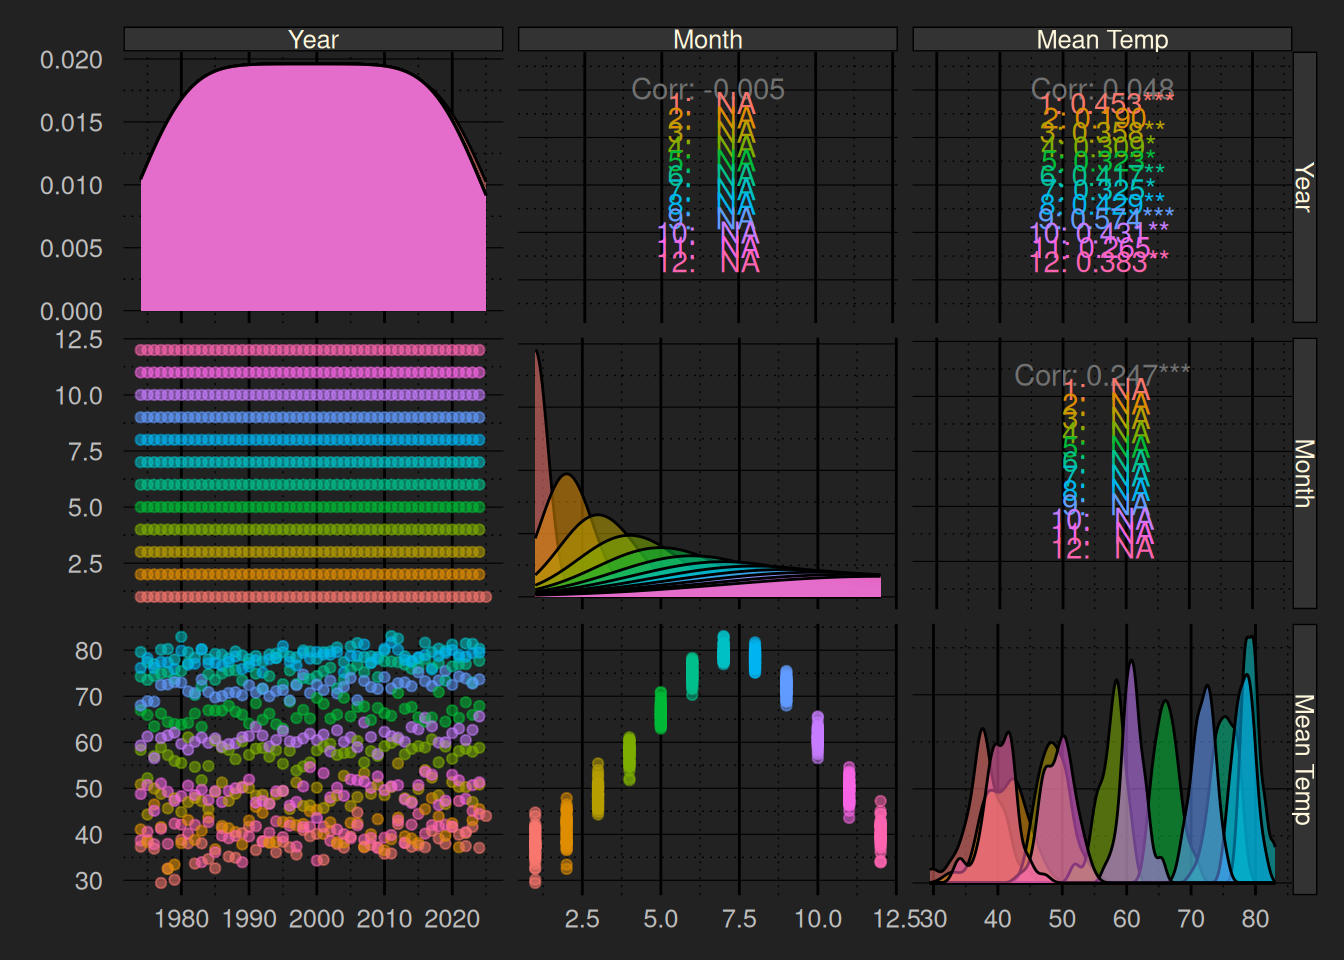 Year
Month
Mean Temp
0.020
0.015
0.010
0.005
0.000
Corr: -0.005
1: NA
2: NA
3: NA
4: NA
5: NA
6: NA
7: NA
8: NA
9: NA
10: NA
11: NA
12: NA
Corr: 0.048
1: 0.453***
2: 0.190
3: 0.358**
4: 0.309*
5: 0.323*
6: 0.417**
7: 0.325*
8: 0.429**
9: 0.574***
10: 0.431**
11: 0.265
12: 0.383**
Year
12.5
10.0
7.5
5.0
2.5
Corr: 0.247***
1: NA
2: NA
3: NA
4: NA
5: NA
6: NA
7: NA
8: NA
9: NA
10: NA
11: NA
12: NA
Month
80
70
60
50
40
30
Mean Temp
1980 1990 2000 2010 2020
2.5 5.0 7.5 10.0 12.5
30 40 50 60 70 80